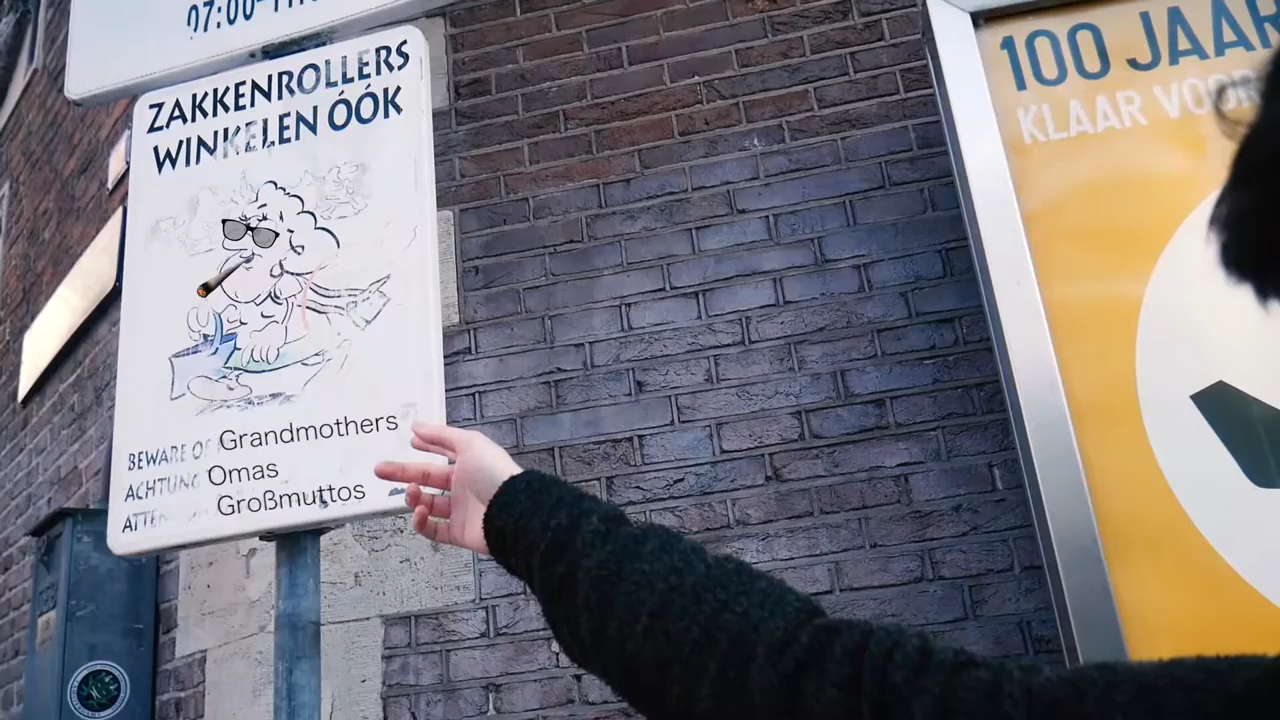 07:00
ZAKKENROLLERS
WINKELEN ÓÓK
BEWARE OF Grandmothers
ACHTUNG Omas
Großmuttos
100 JAAR
KLAAR VOOR